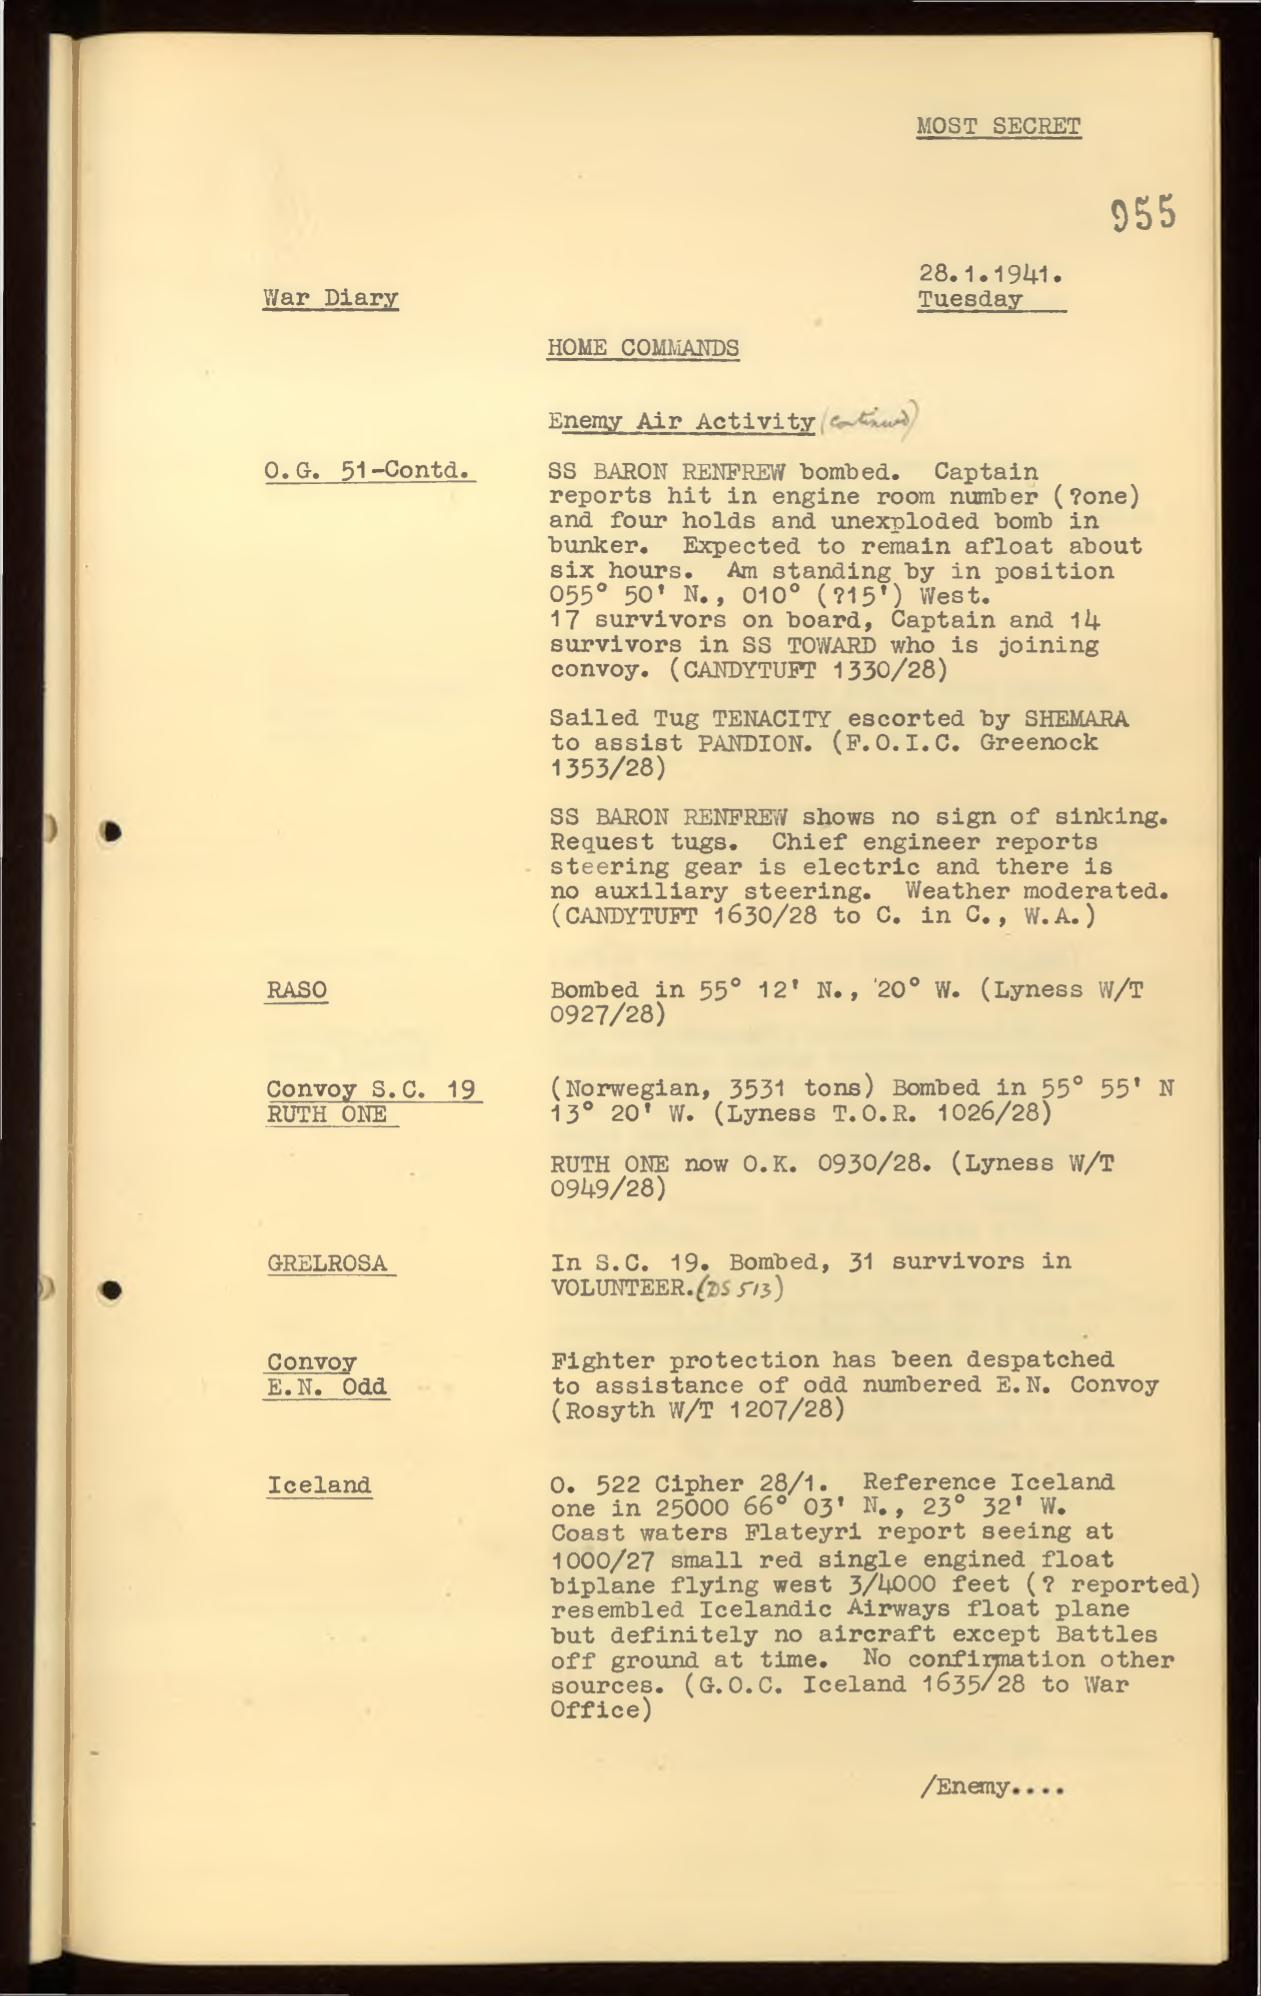 MOST SECRET
955
28.1.1941.
War Diary
Tuesday
HOME COMMANDS
Enemy Air Activity (continued)
O.G. 51-Contd.
SS BARON RENFREW bombed. Captain
reports hit in engine room number (?one)
and four holds and unexploded bomb in
bunker. Expected to remain afloat about
six hours. Am standing by in position
055° 50' N., 010° (?15') West.
17 survivors on board, Captain and 14
survivors in SS TOWARD who is joining
convoy. (CANDYTUFT 1330/28)
Sailed Tug TENACITY escorted by SHEMARA
to assist PANDION. (F.O.I.C. Greenock
1353/28)
SS BARON RENFREW shows no sign of sinking.
Request tugs. Chief engineer reports
steering gear is electric and there is
no auxiliary steering. Weather moderated.
(CANDYTUFT 1630/28 to C. in C., W.A.)
RASO
Bombed in 55° 12' N., 20° W. (Lyness W/T
0927/28)
Convoy S.C. 19
RUTH ONE
(Norwegian, 3531 tons) Bombed in 55° 55' N
13° 20' W. (Lyness T.O.R. 1026/28)
RUTH ONE now O.K. 0930/28. (Lyness W/T
0949/28)
GRELROSA
In S.C. 19. Bombed, 31 survivors in
VOLUNTEER. (DS 513)
Convoy
E.N. Odd
Fighter protection has been despatched
to assistance of odd numbered E.N. Convoy
(Rosyth W/T 1207/28)
Iceland
O. 522 Cipher 28/1. Reference Iceland
one in 25000 66° 03' N., 23° 32' W.
Coast waters Flateyri report seeing at
1000/27 small red single engined float
biplane flying west 3/4000 feet (? reported)
resembled Icelandic Airways float plane
but definitely no aircraft except Battles
off ground at time. No confirmation other
sources. (G.O.C. Iceland 1635/28 to War
Office)
/Enemy....